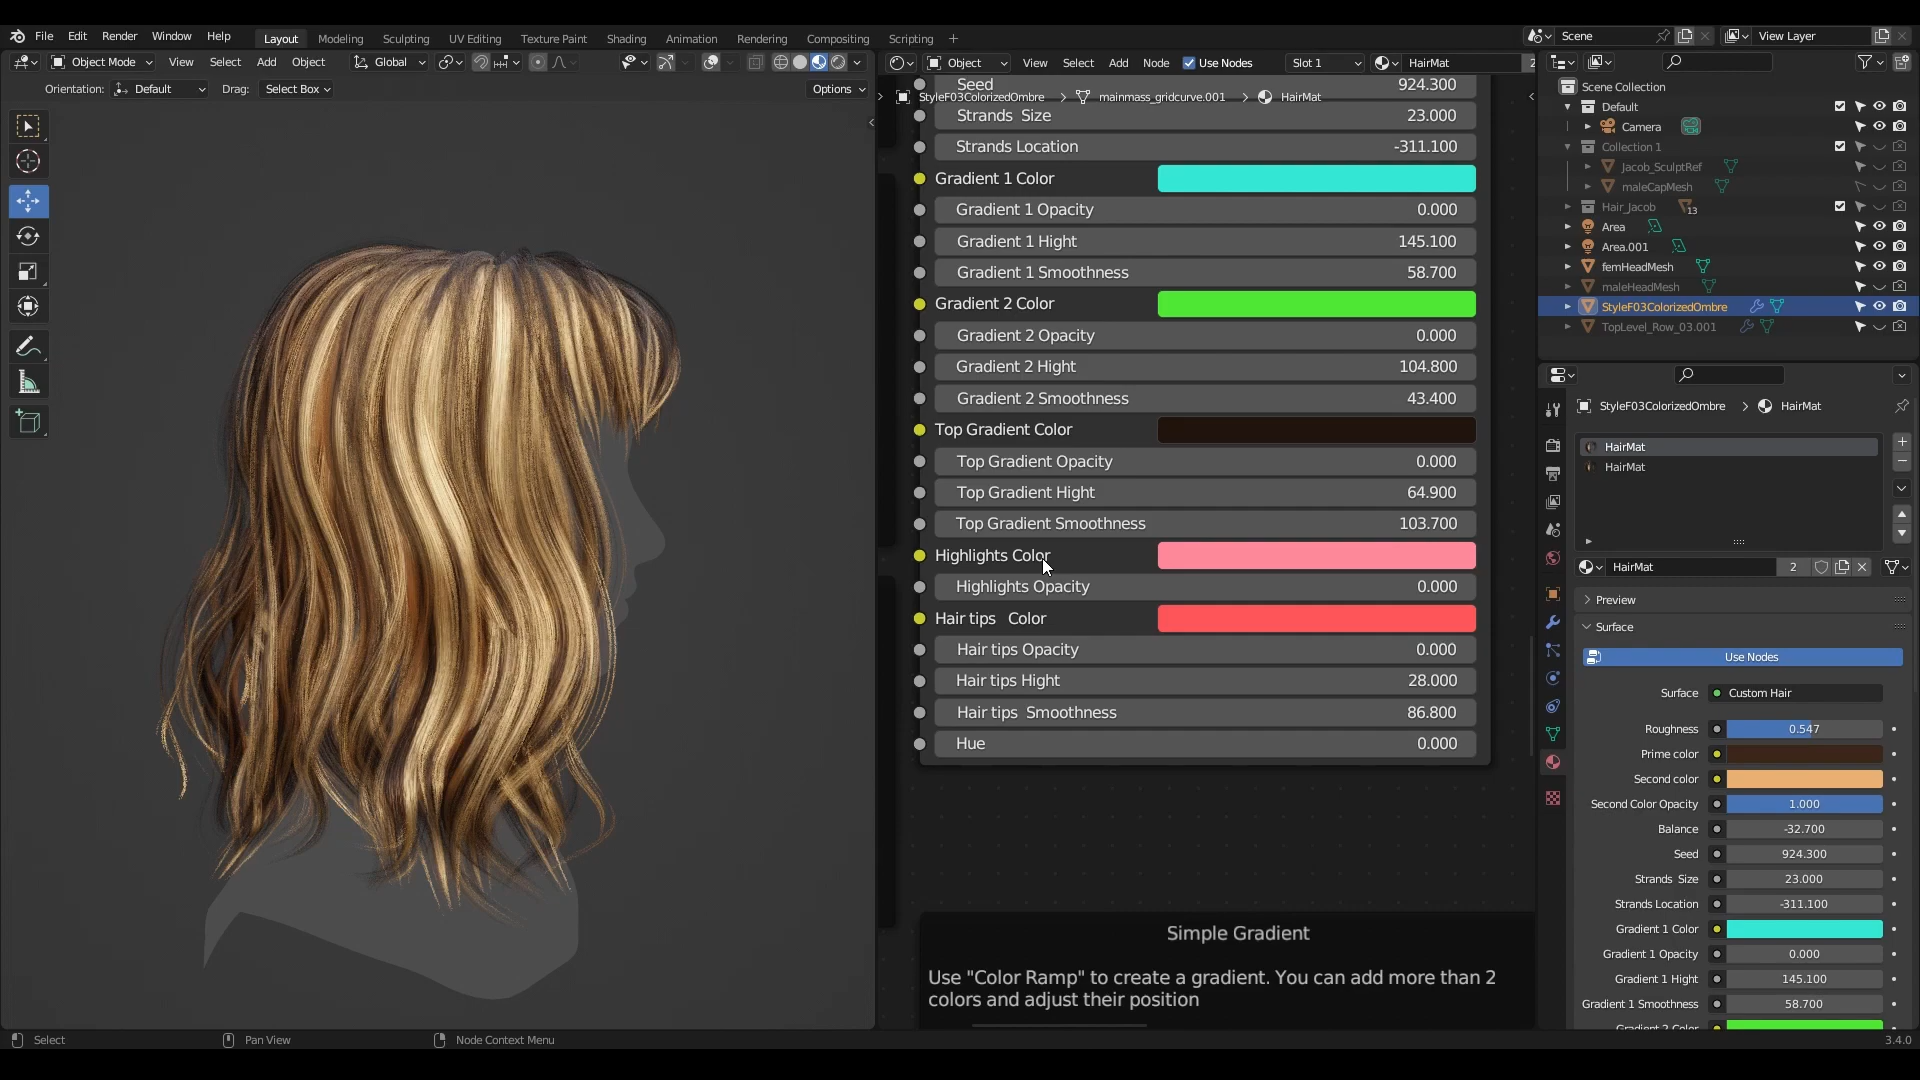 File Edit Render Window Help Layout Modeling Sculpting UV Editing Texture Paint Shading Animation Rendering Compositing Scripting + Scene View Layer
Object Mode View Select Add Object Global
Orientation: Default Drag: Select Box Options
Object View Select Add Node Use Nodes Slot 1 HairMat 2
StyleF03ColorizedOmbre > mainmass_gridcurve.001 > HairMat
Seed 924.300
Strands Size 23.000
Strands Location -311.100
Gradient 1 Color
Gradient 1 Opacity 0.000
Gradient 1 Hight 145.100
Gradient 1 Smoothness 58.700
Gradient 2 Color
Gradient 2 Opacity 0.000
Gradient 2 Hight 104.800
Gradient 2 Smoothness 43.400
Top Gradient Color
Top Gradient Opacity 0.000
Top Gradient Hight 64.900
Top Gradient Smoothness 103.700
Highlights Color
Highlights Opacity 0.000
Hair tips Color
Hair tips Opacity 0.000
Hair tips Hight 28.000
Hair tips Smoothness 86.800
Hue 0.000
Simple Gradient
Use "Color Ramp" to create a gradient. You can add more than 2
colors and adjust their position
Scene Collection
Default
Camera
Collection 1
Jacob_SculptRef
maleCapMesh
Hair_Jacob 13
Area
Area.001
femHeadMesh
maleHeadMesh
StyleF03ColorizedOmbre
TopLevel_Row_03.001
StyleF03ColorizedOmbre > HairMat
HairMat
HairMat
HairMat 2
Preview
Surface
Use Nodes
Surface Custom Hair
Roughness 0.547
Prime color
Second color
Second Color Opacity 1.000
Balance -32.700
Seed 924.300
Strands Size 23.000
Strands Location -311.100
Gradient 1 Color
Gradient 1 Opacity 0.000
Gradient 1 Hight 145.100
Gradient 1 Smoothness 58.700
Gradient 2 Color
Select Pan View Node Context Menu 3.4.0